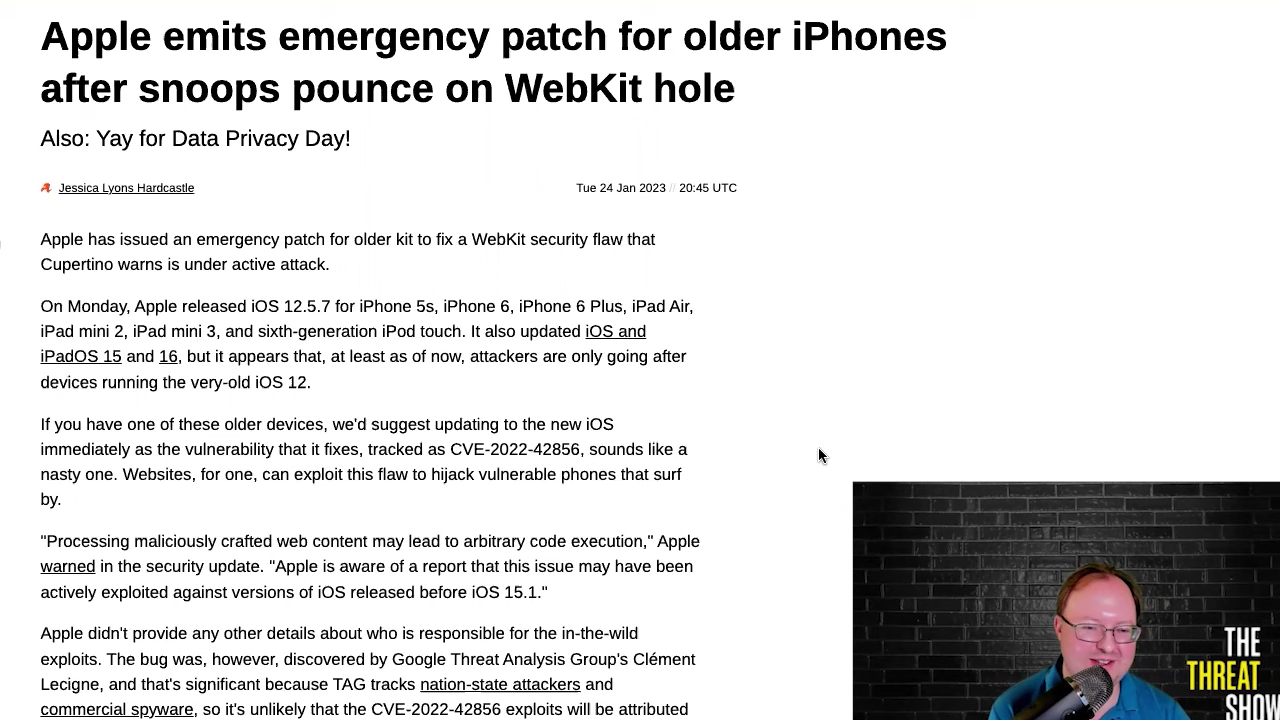 Apple emits emergency patch for older iPhones
after snoops pounce on WebKit hole
Also: Yay for Data Privacy Day!
Jessica Lyons Hardcastle
Tue 24 Jan 2023 // 20:45 UTC
Apple has issued an emergency patch for older kit to fix a WebKit security flaw that
Cupertino warns is under active attack.
On Monday, Apple released iOS 12.5.7 for iPhone 5s, iPhone 6, iPhone 6 Plus, iPad Air,
iPad mini 2, iPad mini 3, and sixth-generation iPod touch. It also updated iOS and
iPadOS 15 and 16, but it appears that, at least as of now, attackers are only going after
devices running the very-old iOS 12.
If you have one of these older devices, we'd suggest updating to the new iOS
immediately as the vulnerability that it fixes, tracked as CVE-2022-42856, sounds like a
nasty one. Websites, for one, can exploit this flaw to hijack vulnerable phones that surf
by.
"Processing maliciously crafted web content may lead to arbitrary code execution," Apple
warned in the security update. "Apple is aware of a report that this issue may have been
actively exploited against versions of iOS released before iOS 15.1."
Apple didn't provide any other details about who is responsible for the in-the-wild
exploits. The bug was, however, discovered by Google Threat Analysis Group's Clément
Lecigne, and that's significant because TAG tracks nation-state attackers and
commercial spyware, so it's unlikely that the CVE-2022-42856 exploits will be attributed
THE
THREAT
SHOW